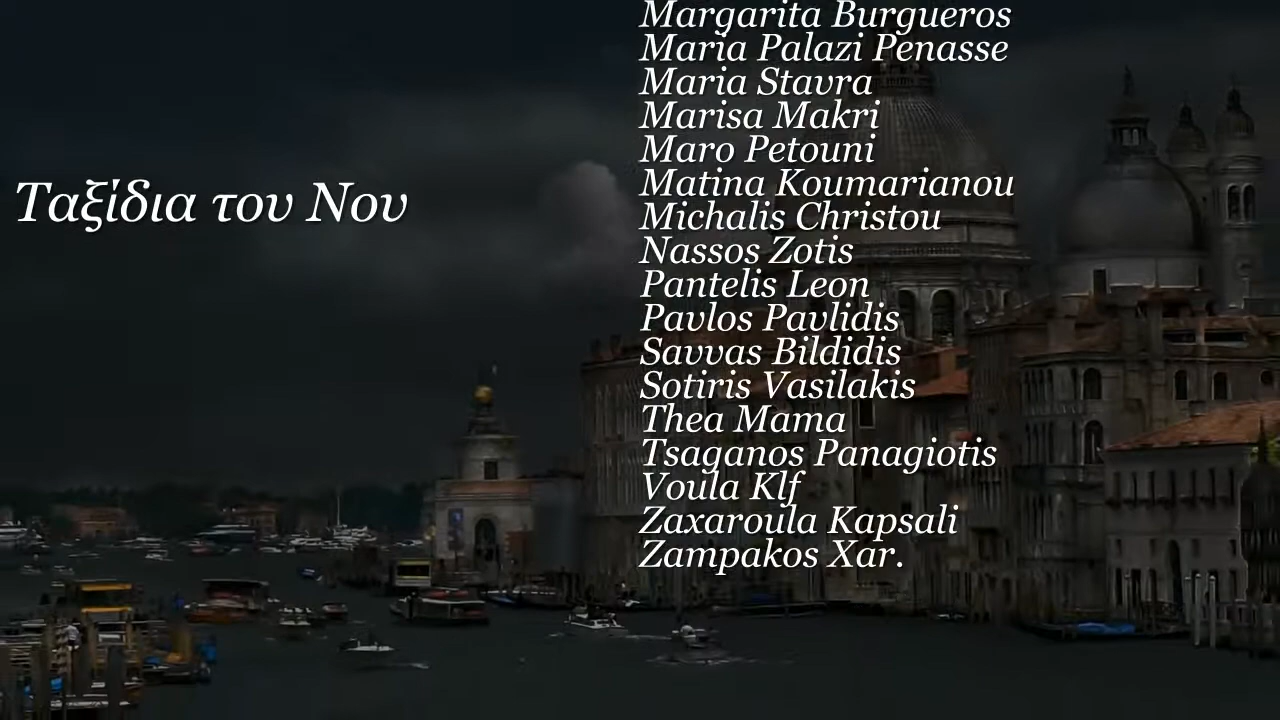 Ταξίδια του Νου
Margarita Burgueros
Maria Palazi Penasse
Maria Stavra
Marisa Makri
Maro Petouni
Matina Koumarianou
Michalis Christou
Nassos Zotis
Pantelis Leon
Pavlos Pavlidis
Savvas Bildidis
Sotiris Vasilakis
Thea Mama
Tsaganos Panagiotis
Voula Klf
Zaxaroula Kapsali
Zampakos Xar.